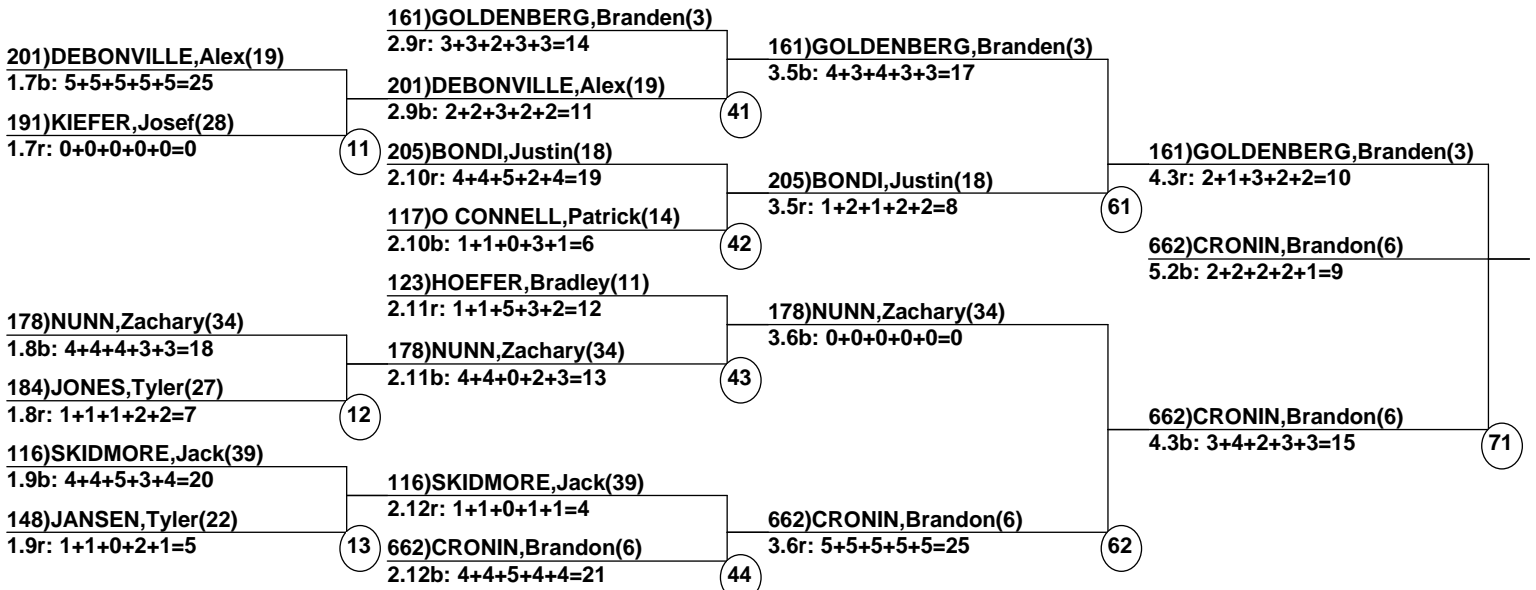 201)DEBONVILLE,Alex(19)
1.7b: 5+5+5+5+5=25
191)KIEFER,Josef(28)
1.7r: 0+0+0+0+0=0
11
178)NUNN,Zachary(34)
1.8b: 4+4+4+3+3=18
184)JONES,Tyler(27)
1.8r: 1+1+1+2+2=7
12
116)SKIDMORE,Jack(39)
1.9b: 4+4+5+3+4=20
148)JANSEN,Tyler(22)
1.9r: 1+1+0+2+1=5
13
161)GOLDENBERG,Branden(3)
2.9r: 3+3+2+3+3=14
201)DEBONVILLE,Alex(19)
2.9b: 2+2+3+2+2=11
41
205)BONDI,Justin(18)
2.10r: 4+4+5+2+4=19
117)O CONNELL,Patrick(14)
2.10b: 1+1+0+3+1=6
42
123)HOEFER,Bradley(11)
2.11r: 1+1+5+3+2=12
178)NUNN,Zachary(34)
2.11b: 4+4+0+2+3=13
43
116)SKIDMORE,Jack(39)
2.12r: 1+1+0+1+1=4
662)CRONIN,Brandon(6)
2.12b: 4+4+5+4+4=21
44
161)GOLDENBERG,Branden(3)
3.5b: 4+3+4+3+3=17
205)BONDI,Justin(18)
3.5r: 1+2+1+2+2=8
61
178)NUNN,Zachary(34)
3.6b: 0+0+0+0+0=0
662)CRONIN,Brandon(6)
3.6r: 5+5+5+5+5=25
62
161)GOLDENBERG,Branden(3)
4.3r: 2+1+3+2+2=10
662)CRONIN,Brandon(6)
5.2b: 2+2+2+2+1=9
662)CRONIN,Brandon(6)
4.3b: 3+4+2+3+3=15
71